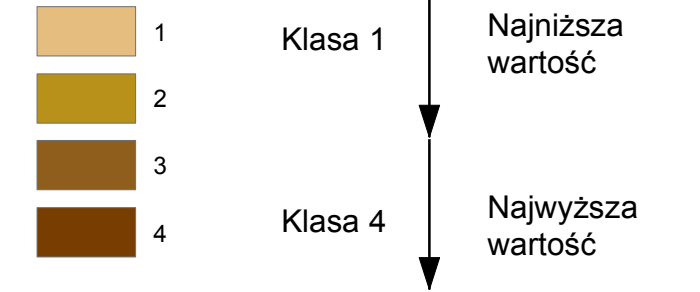 1
2
3
4
Klasa 1
Najniższa
wartość
Klasa 4
Najwyższa
wartość